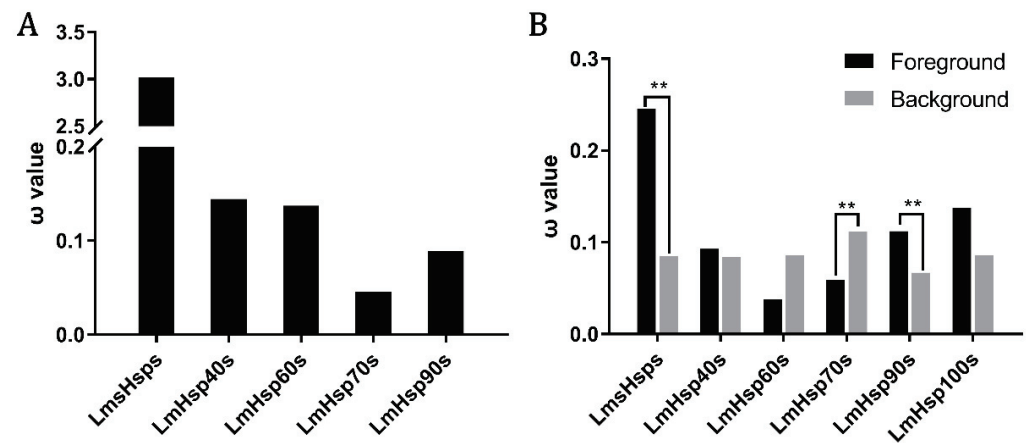 A
3.5
3.0
2.5
0.2
0.1
0.0
ω value
LmsHsps
LmHsp40s
LmHsp60s
LmHsp70s
LmHsp90s
B
0.3
0.2
0.1
0.0
ω value
Foreground
Background
**
**
**
LmsHsps
LmHsp40s
LmHsp60s
LmHsp70s
LmHsp90s
LmHsp100s